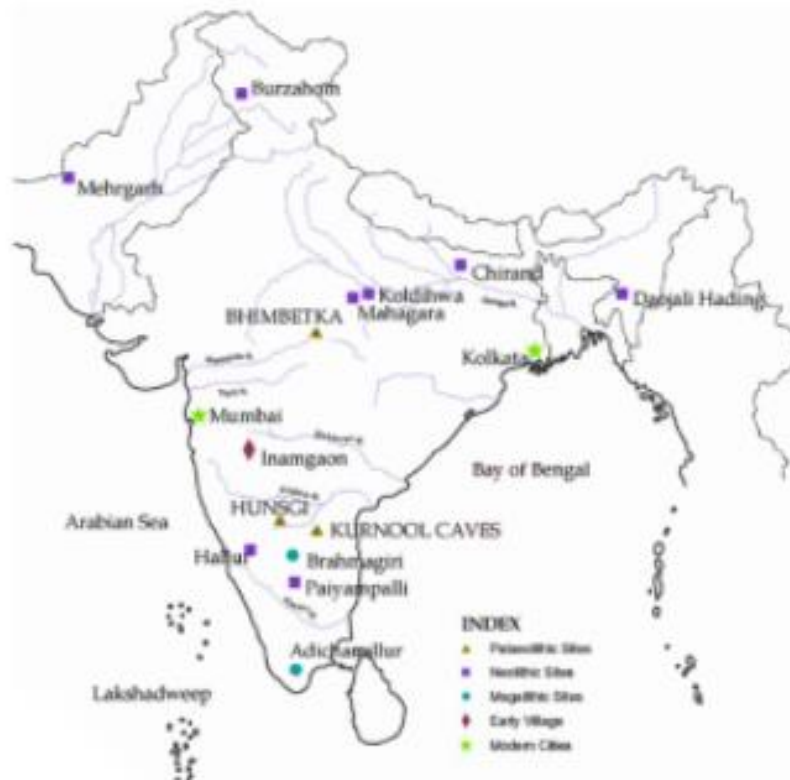 Burzahom
Mehrgarh
Chirand
Koldihwa
Mahagara
Daojali Hading
BHIMBETKA
Kolkata
Mumbai
Inamgaon
Bay of Bengal
HUNSGI
Arabian Sea
KURNOOL CAVES
Hallur
Brahmagiri
Paiyampalli
INDEX
Palaeolithic Sites
Adichanallur
Neolithic Sites
Lakshadweep
Megalithic Sites
Early Village
Modern Cities